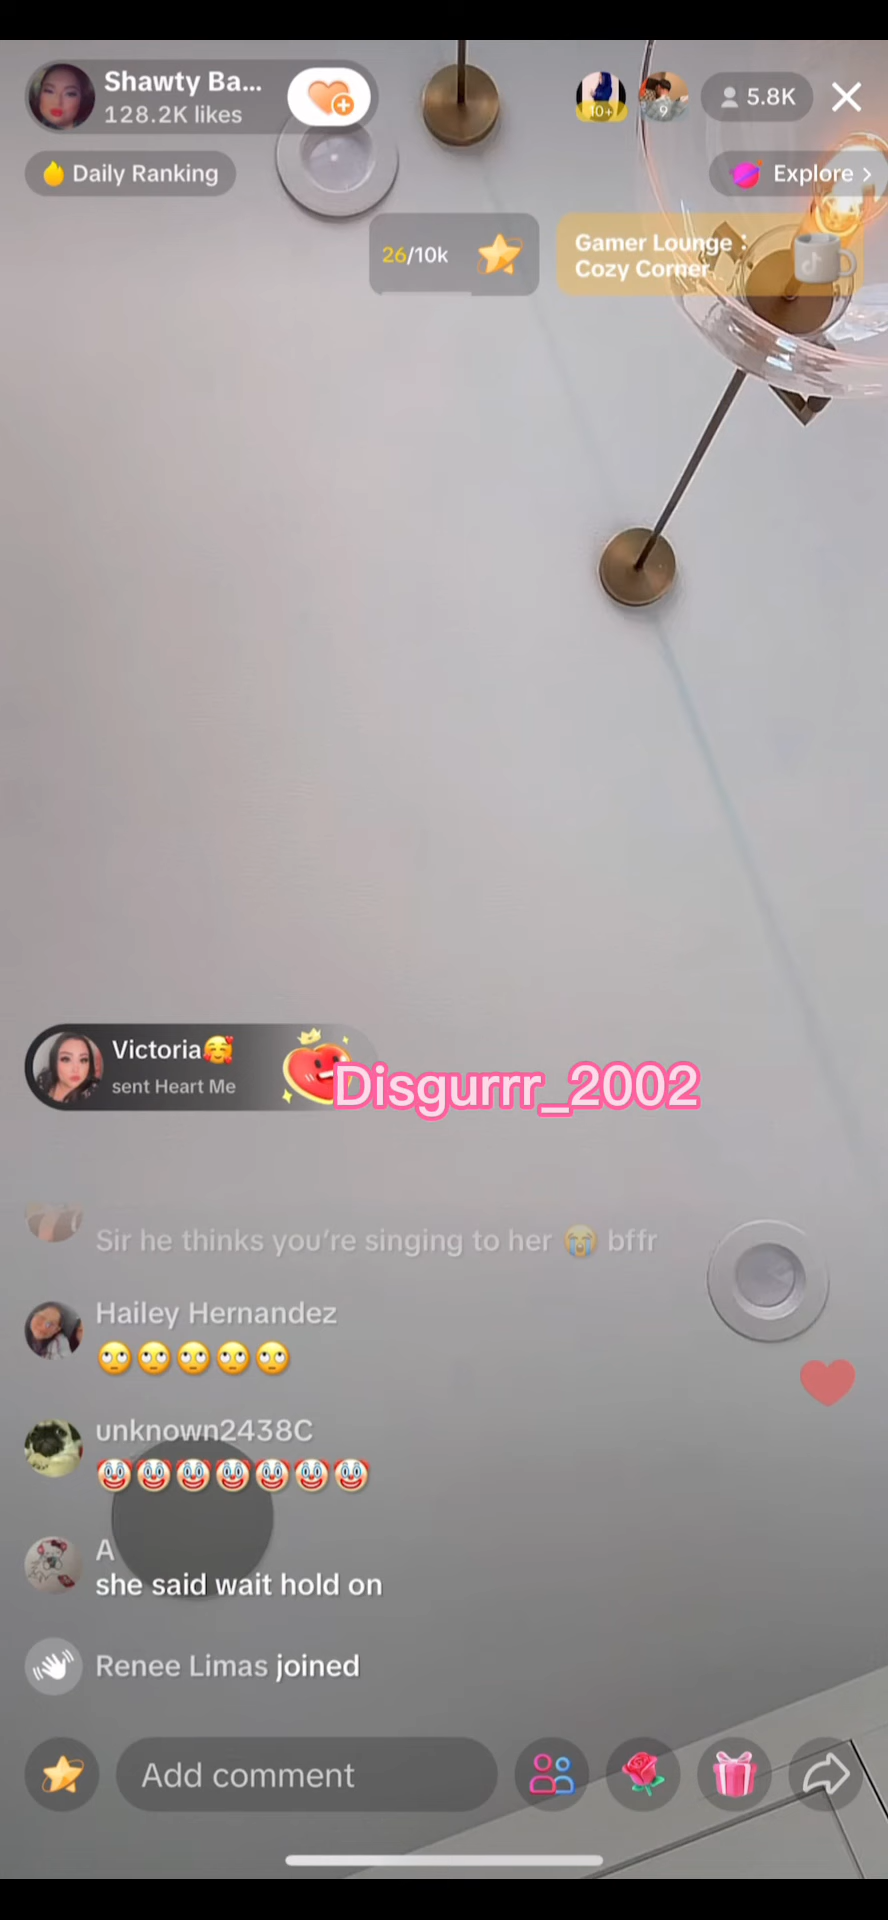 Shawty Ba...
128.2K likes
10+
9
5.8K
Daily Ranking
Explore >
26/10k
Gamer Lounge :
Cozy Corner
Victoria🥰
sent Heart Me
Disgurrr_2002
Sir he thinks you’re singing to her 😭 bffr
Hailey Hernandez
🙄🙄🙄🙄🙄
unknown2438C
🤡🤡🤡🤡🤡🤡🤡
A
she said wait hold on
Renee Limas joined
Add comment